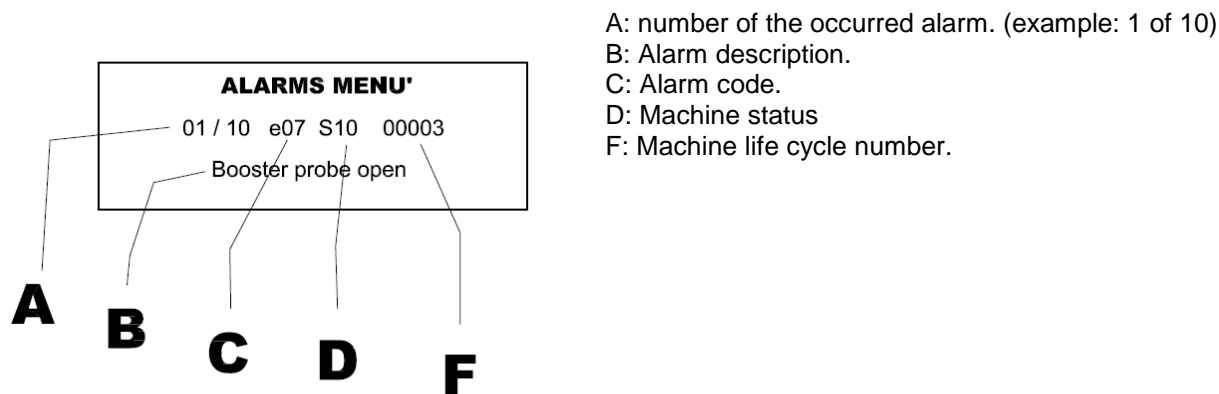 A: number of the occurred alarm. (example: 1 of 10)
B: Alarm description.
C: Alarm code.
D: Machine status
F: Machine life cycle number.
ALARMS MENU'
01 / 10 e07 S10 00003
Booster probe open
A
B
C
D
F